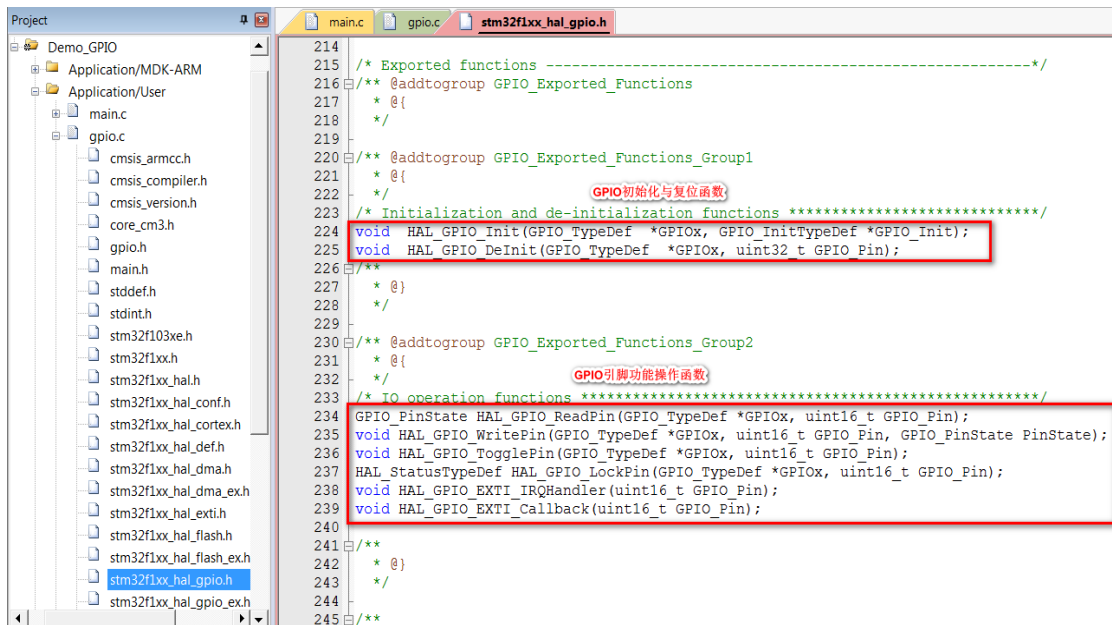 Project
Demo_GPIO
Application/MDK-ARM
Application/User
main.c
gpio.c
cmsis_armcc.h
cmsis_compiler.h
cmsis_version.h
core_cm3.h
gpio.h
main.h
stddef.h
stdint.h
stm32f103xe.h
stm32f1xx.h
stm32f1xx_hal.h
stm32f1xx_hal_conf.h
stm32f1xx_hal_cortex.h
stm32f1xx_hal_def.h
stm32f1xx_hal_dma.h
stm32f1xx_hal_dma_ex.h
stm32f1xx_hal_exti.h
stm32f1xx_hal_flash.h
stm32f1xx_hal_flash_ex.h
stm32f1xx_hal_gpio.h
stm32f1xx_hal_gpio_ex.h
main.c gpio.c stm32f1xx_hal_gpio.h
214
215 /* Exported functions --------------------------------------------------------*/
216 /** @addtogroup GPIO_Exported_Functions
217 * @{
218 */
219
220 /** @addtogroup GPIO_Exported_Functions_Group1
221 * @{
222 */
GPIO初始化与复位函数
223 /* Initialization and de-initialization functions *****************************/
224 void HAL_GPIO_Init(GPIO_TypeDef *GPIOx, GPIO_InitTypeDef *GPIO_Init);
225 void HAL_GPIO_DeInit(GPIO_TypeDef *GPIOx, uint32_t GPIO_Pin);
226 /**
227 * @}
228 */
229
230 /** @addtogroup GPIO_Exported_Functions_Group2
231 * @{
232 */
GPIO引脚功能操作函数
233 /* IO operation functions *****************************************************/
234 GPIO_PinState HAL_GPIO_ReadPin(GPIO_TypeDef *GPIOx, uint16_t GPIO_Pin);
235 void HAL_GPIO_WritePin(GPIO_TypeDef *GPIOx, uint16_t GPIO_Pin, GPIO_PinState PinState);
236 void HAL_GPIO_TogglePin(GPIO_TypeDef *GPIOx, uint16_t GPIO_Pin);
237 HAL_StatusTypeDef HAL_GPIO_LockPin(GPIO_TypeDef *GPIOx, uint16_t GPIO_Pin);
238 void HAL_GPIO_EXTI_IRQHandler(uint16_t GPIO_Pin);
239 void HAL_GPIO_EXTI_Callback(uint16_t GPIO_Pin);
240
241 /**
242 * @}
243 */
244
245 /**